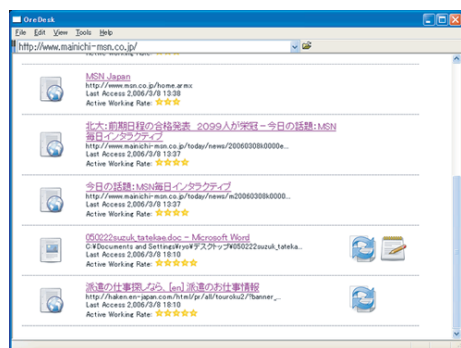 OreDesk
File Edit View Tools Help
http://www.mainichi-msn.co.jp/
Active Working Rate: ☆☆☆☆
MSN Japan
http://www.msn.co.jp/home.armx
Last Access 2,006/3/8 13:38
Active Working Rate: ☆☆☆
北大：前期日程の合格発表 2099人が栄冠－今日の話題：MSN
毎日インタラクティブ
http://www.mainichi-msn.co.jp/today/news/20060308k0000e...
Last Access 2,006/3/8 13:37
Active Working Rate: ☆☆☆☆
今日の話題：MSN毎日インタラクティブ
http://www.mainichi-msn.co.jp/today/news/m20060308k0000...
Last Access 2,006/3/8 13:37
Active Working Rate: ☆☆☆☆
050222suzuk_tatekae.doc - Microsoft Word
C:¥Documents and Settings¥ryo¥デスクトップ¥050222suzuk_tateka...
Last Access 2,006/3/8 18:10
Active Working Rate: ☆☆☆☆
派遣の仕事探しなら、[en]派遣のお仕事情報
http://haken.en-japan.com/html/pr/all/touroku2/?banner_...
Last Access 2,006/3/8 18:10
Active Working Rate: ☆☆☆☆☆